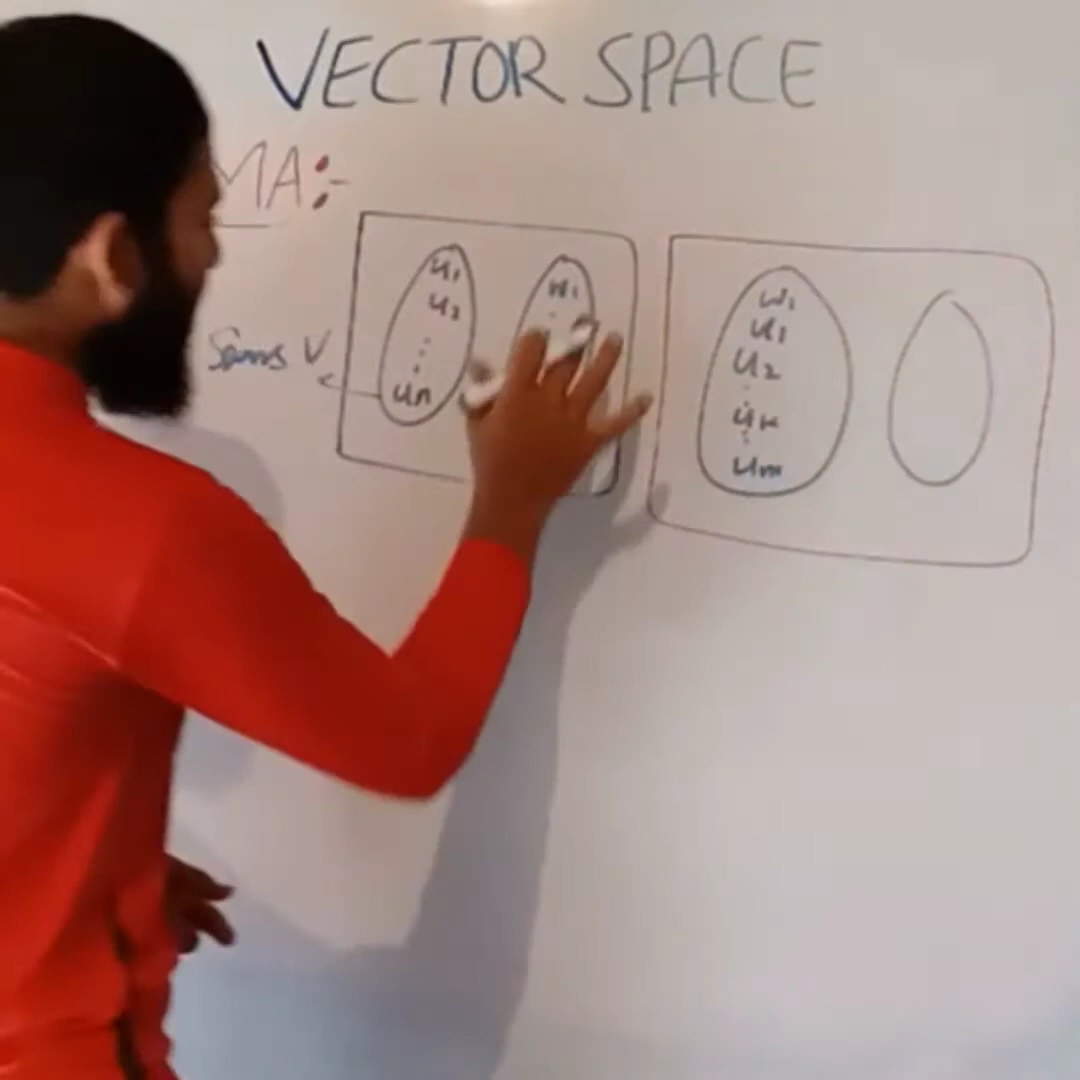 VECTOR SPACE
MA:-
u₁
u₂
⋮
uₙ
Spans V
w₁
w₁
u₁
u₂
⋮
uₖ
⋮
uₘ